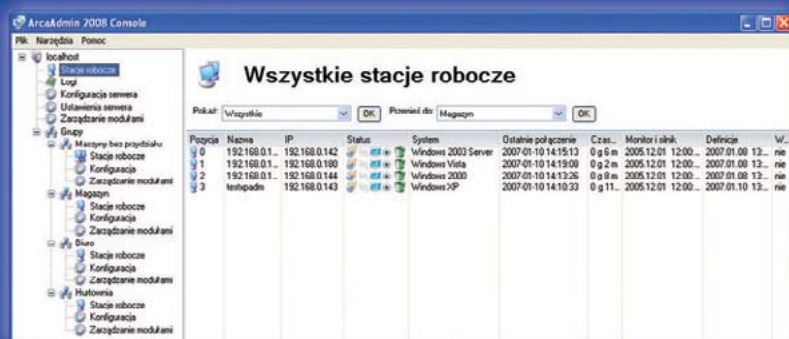 ArcaAdmin 2008 Console
Plik Narzędzia Pomoc
localhost
Stacje robocze
Logi
Konfiguracja serwera
Ustawienia serwera
Zarządzanie modułami
Grupy
Maszyny bez przydziału
Stacje robocze
Konfiguracja
Zarządzanie modułami
Magazyn
Stacje robocze
Konfiguracja
Zarządzanie modułami
Biuro
Stacje robocze
Konfiguracja
Zarządzanie modułami
Hurtownia
Stacje robocze
Konfiguracja
Zarządzanie modułami
Wszystkie stacje robocze
Pokaż: Wszystkie OK Przenieś do: Magazyn OK
Pozycja Nazwa IP Status System Ostatnie połączenie Czas... Monitor i silnik Definicje W...
0 192.168.0.1... 192.168.0.142 Windows 2003 Server 2007-01-10 14:15:13 0 g 6 m 2005.12.01 12:00:... 2007.01.08 13:... nie
1 192.168.0.1... 192.168.0.180 Windows Vista 2007-01-10 14:19:08 0 g 2 m 2005.12.01 12:00:... 2007.01.08 13:... nie
2 192.168.0.1... 192.168.0.144 Windows 2000 2007-01-10 14:13:26 0 g 8 m 2005.12.01 12:00:... 2007.01.08 13:... nie
3 testxpadm 192.168.0.143 Windows XP 2007-01-10 14:10:33 0 g 11... 2005.12.01 12:00:... 2007.01.10 13:... nie